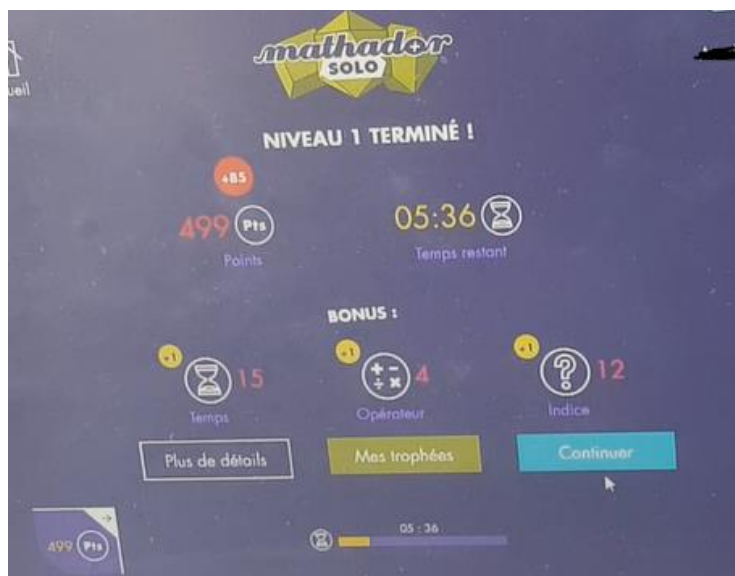 mathador
SOLO
ueil
NIVEAU 1 TERMINÉ !
+85
499 Pts
Points
05:36
Temps restant
BONUS :
+1
15
Temps
+1
4
Opérateur
+1
12
Indice
Plus de détails
Mes trophées
Continuer
499 Pts
05 : 36